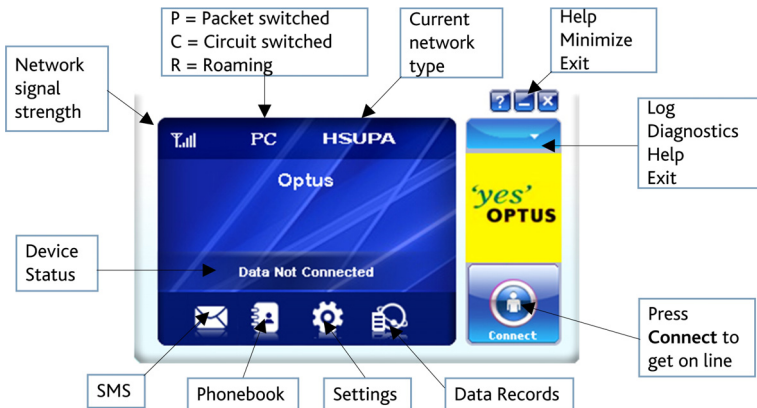 P = Packet switched
C = Circuit switched
R = Roaming
Current
network
type
Help
Minimize
Exit
Network
signal
strength
Log
Diagnostics
Help
Exit
PC
HSUPA
?
Optus
'yes'
OPTUS
Device
Status
Data Not Connected
Connect
Press
Connect to
get on line
SMS
Phonebook
Settings
Data Records